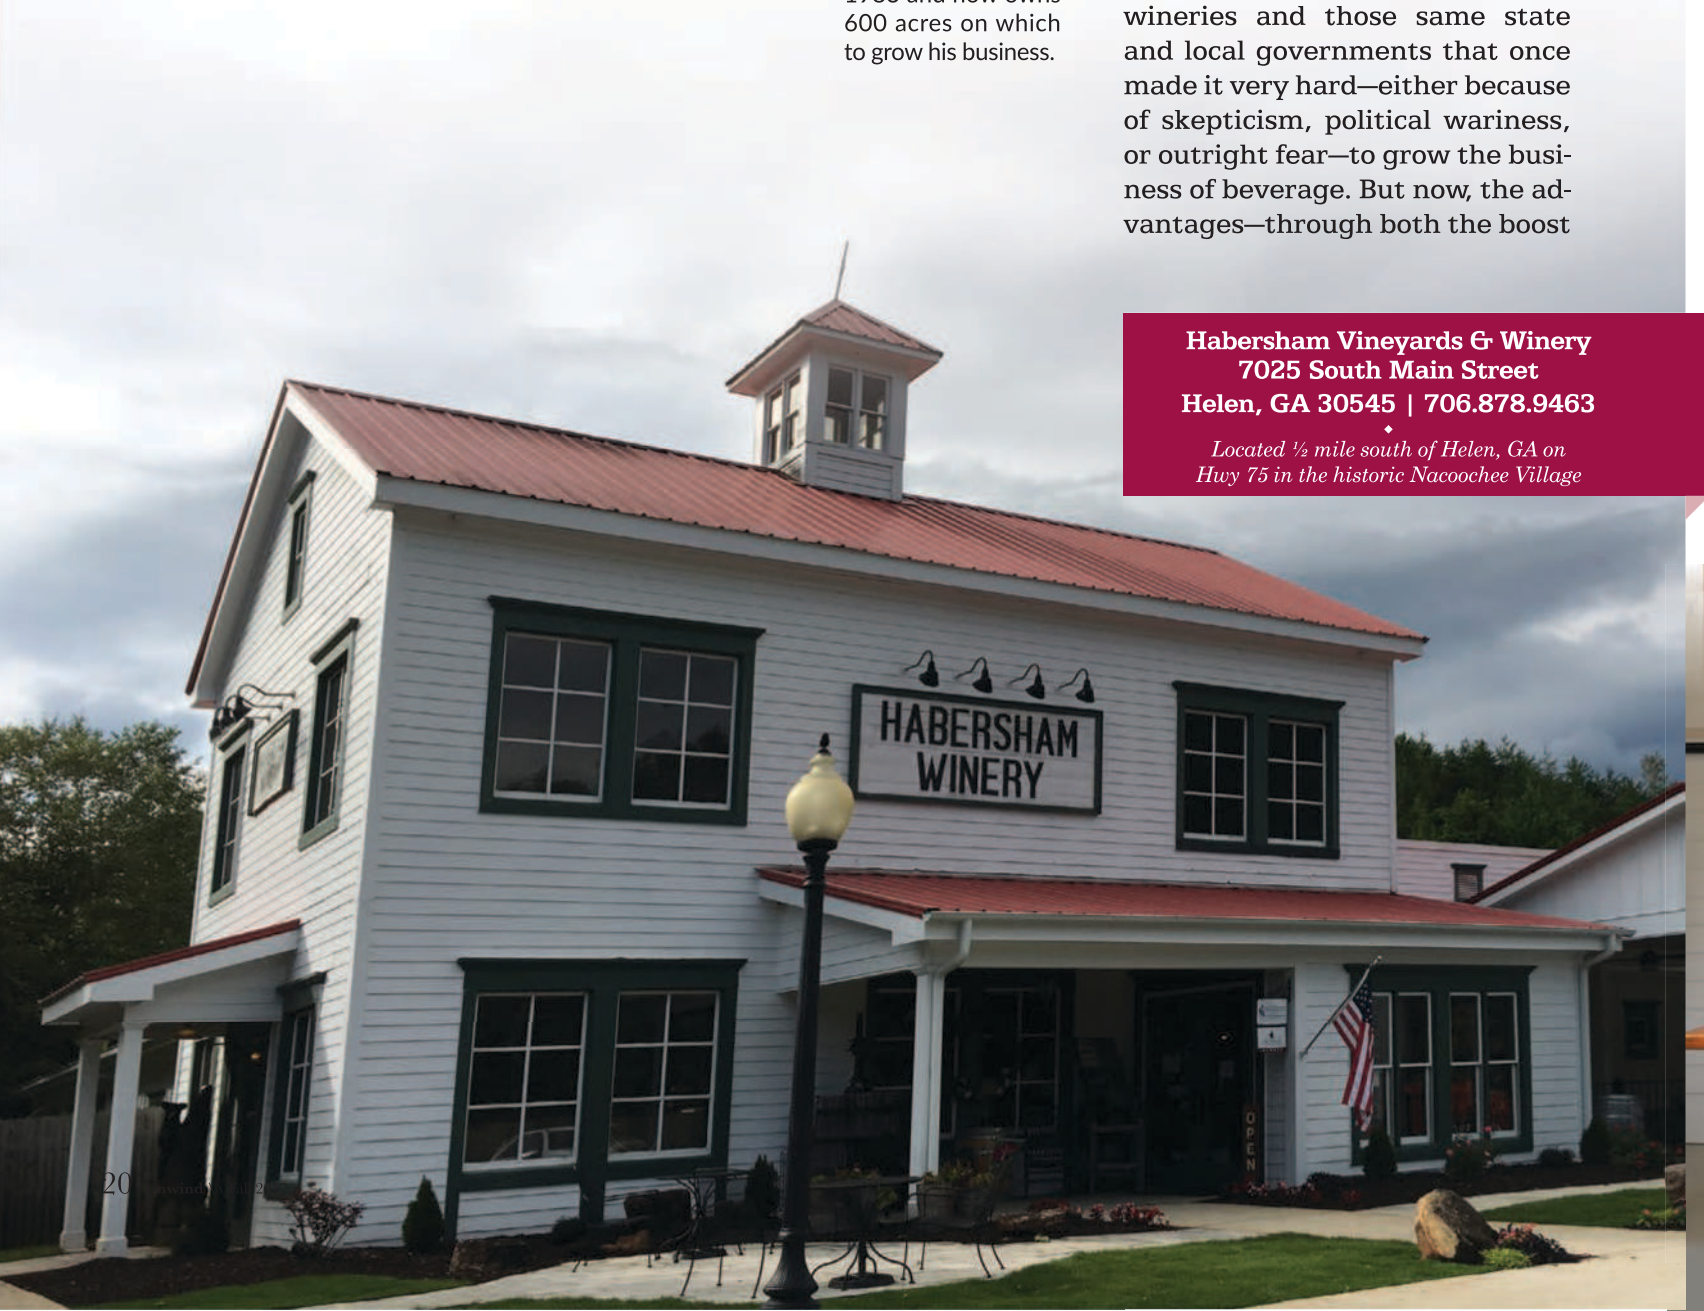 600 acres on which
to grow his business.
wineries and those same state
and local governments that once
made it very hard—either because
of skepticism, political wariness,
or outright fear—to grow the busi-
ness of beverage. But now, the ad-
vantages—through both the boost
Habersham Vineyards & Winery
7025 South Main Street
Helen, GA 30545 | 706.878.9463
Located ½ mile south of Helen, GA on
Hwy 75 in the historic Nacoochee Village
HABERSHAM
WINERY
OPEN
20